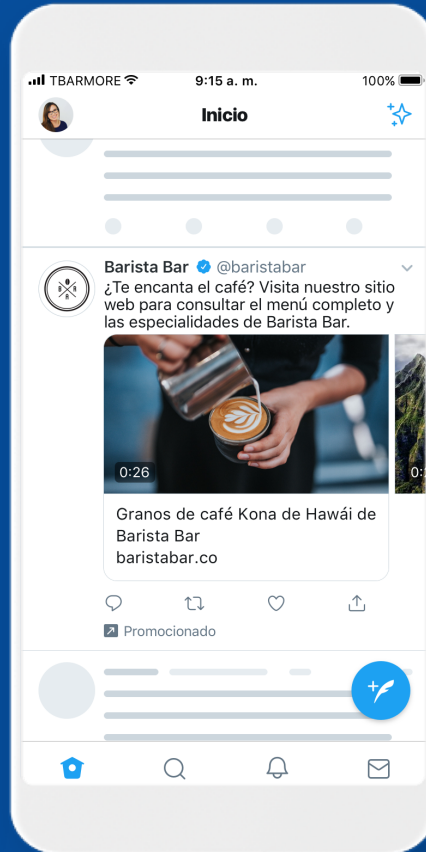 TBARMORE 9:15 a. m. 100%
Inicio
Barista Bar @baristabar
¿Te encanta el café? Visita nuestro sitio
web para consultar el menú completo y
las especialidades de Barista Bar.
0:26
Granos de café Kona de Hawái de
Barista Bar
baristabar.co
Promocionado